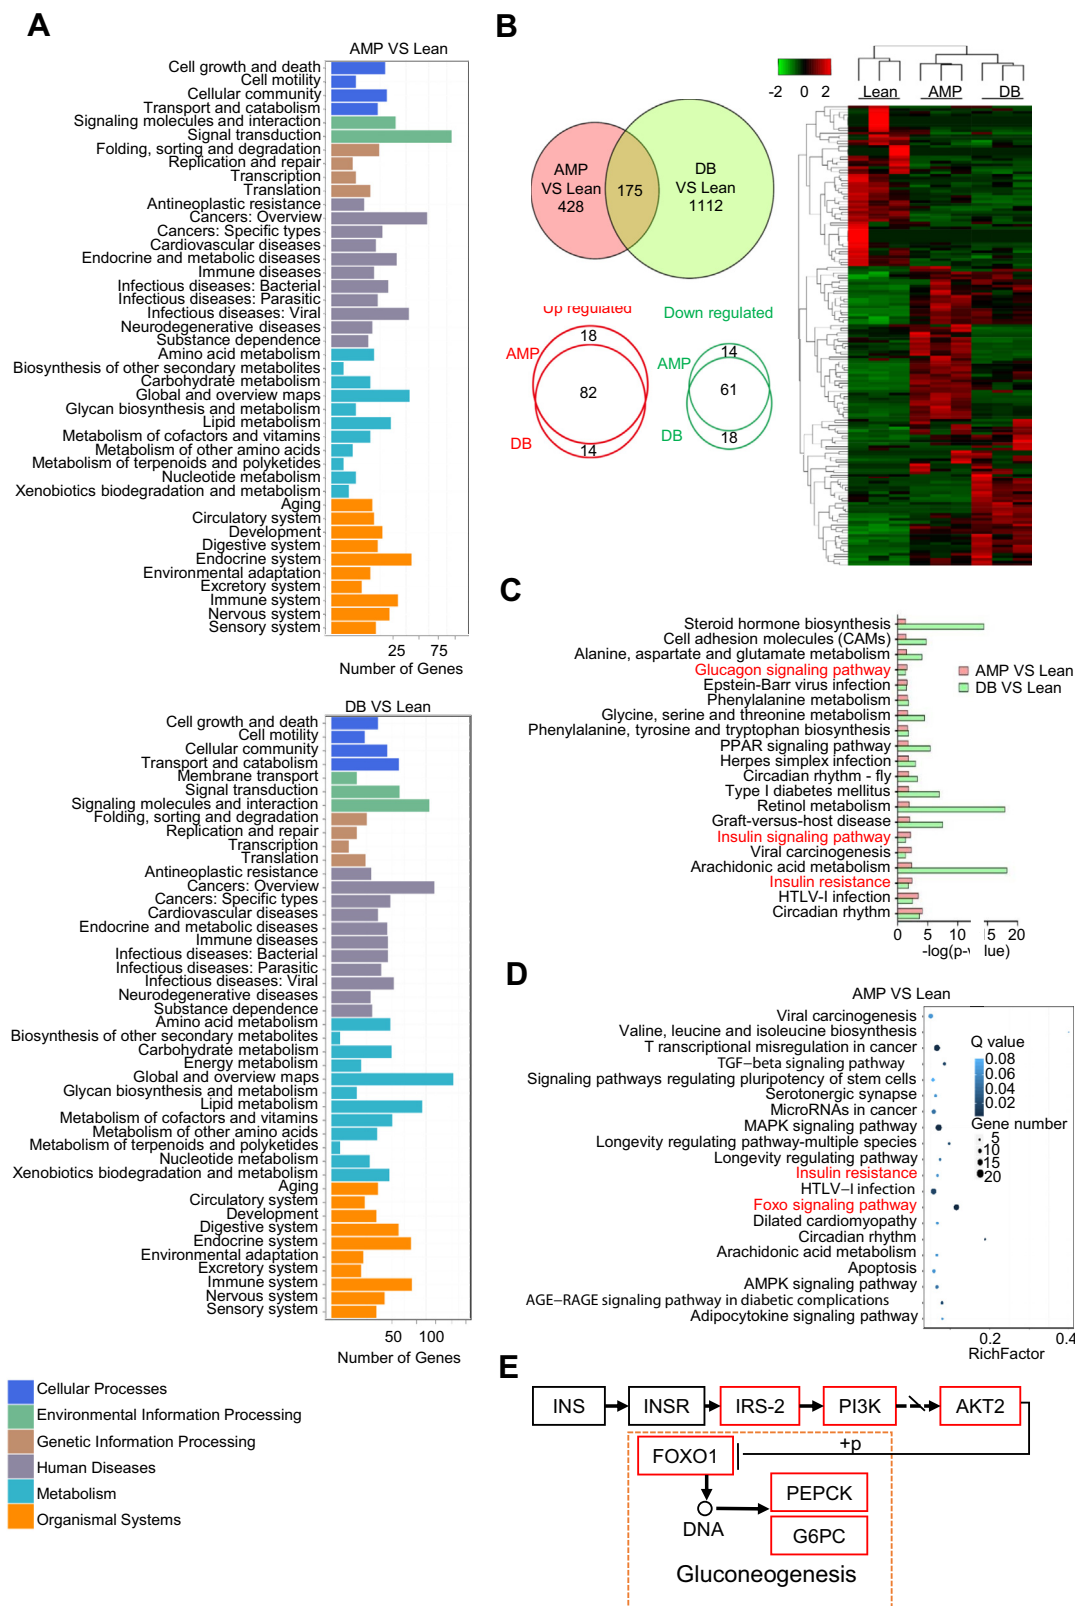 A
AMP VS Lean
Cell growth and death
Cell motility
Cellular community
Transport and catabolism
Signaling molecules and interaction
Signal transduction
Folding, sorting and degradation
Replication and repair
Transcription
Translation
Antineoplastic resistance
Cancers: Overview
Cancers: Specific types
Cardiovascular diseases
Endocrine and metabolic diseases
Immune diseases
Infectious diseases: Bacterial
Infectious diseases: Parasitic
Infectious diseases: Viral
Neurodegenerative diseases
Substance dependence
Amino acid metabolism
Biosynthesis of other secondary metabolites
Carbohydrate metabolism
Global and overview maps
Glycan biosynthesis and metabolism
Lipid metabolism
Metabolism of cofactors and vitamins
Metabolism of other amino acids
Metabolism of terpenoids and polyketides
Nucleotide metabolism
Xenobiotics biodegradation and metabolism
Aging
Circulatory system
Development
Digestive system
Endocrine system
Environmental adaptation
Excretory system
Immune system
Nervous system
Sensory system
25 75
Number of Genes
DB VS Lean
Cell growth and death
Cell motility
Cellular community
Transport and catabolism
Membrane transport
Signal transduction
Signaling molecules and interaction
Folding, sorting and degradation
Replication and repair
Transcription
Translation
Antineoplastic resistance
Cancers: Overview
Cancers: Specific types
Cardiovascular diseases
Endocrine and metabolic diseases
Immune diseases
Infectious diseases: Bacterial
Infectious diseases: Parasitic
Infectious diseases: Viral
Neurodegenerative diseases
Substance dependence
Amino acid metabolism
Biosynthesis of other secondary metabolites
Carbohydrate metabolism
Energy metabolism
Global and overview maps
Glycan biosynthesis and metabolism
Lipid metabolism
Metabolism of cofactors and vitamins
Metabolism of other amino acids
Metabolism of terpenoids and polyketides
Nucleotide metabolism
Xenobiotics biodegradation and metabolism
Aging
Circulatory system
Development
Digestive system
Endocrine system
Environmental adaptation
Excretory system
Immune system
Nervous system
Sensory system
50 100
Number of Genes
Cellular Processes
Environmental Information Processing
Genetic Information Processing
Human Diseases
Metabolism
Organismal Systems
B
AMP
VS Lean
428
175
DB
VS Lean
1112
Up regulated
18
AMP
82
DB
14
Down regulated
14
AMP
61
DB
18
-2 0 2
Lean AMP DB
C
Steroid hormone biosynthesis
Cell adhesion molecules (CAMs)
Alanine, aspartate and glutamate metabolism
Glucagon signaling pathway
Epstein-Barr virus infection
Phenylalanine metabolism
Glycine, serine and threonine metabolism
Phenylalanine, tyrosine and tryptophan biosynthesis
PPAR signaling pathway
Herpes simplex infection
Circadian rhythm - fly
Type I diabetes mellitus
Retinol metabolism
Graft-versus-host disease
Insulin signaling pathway
Viral carcinogenesis
Arachidonic acid metabolism
Insulin resistance
HTLV-I infection
Circadian rhythm
AMP VS Lean
DB VS Lean
0 5 10 5 20
-log(p-v lue)
D
AMP VS Lean
Viral carcinogenesis
Valine, leucine and isoleucine biosynthesis
T ranscriptional misregulation in cancer
TGF−beta signaling pathway
Signaling pathways regulating pluripotency of stem cells
Serotonergic synapse
MicroRNAs in cancer
MAPK signaling pathway
Longevity regulating pathway-multiple species
Longevity regulating pathway
Insulin resistance
HTLV−I infection
Foxo signaling pathway
Dilated cardiomyopathy
Circadian rhythm
Arachidonic acid metabolism
Apoptosis
AMPK signaling pathway
AGE−RAGE signaling pathway in diabetic complications
Adipocytokine signaling pathway
Q value
0.08
0.06
0.04
0.02
Gene number
5
10
15
20
0.2 0.4
RichFactor
E
INS INSR IRS-2 PI3K AKT2
+p
FOXO1
DNA
PEPCK
G6PC
Gluconeogenesis